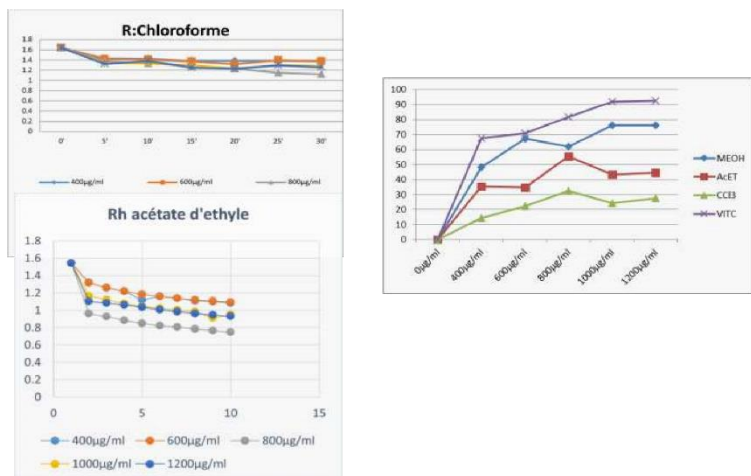 R:Chloroforme
1.8
1.6
1.4
1.2
1
0.8
0.6
0.4
0.2
0
0' 5' 10' 15' 20' 25' 30'
400µg/ml 600µg/ml 800µg/ml
Rh acétate d'ethyle
1.8
1.6
1.4
1.2
1
0.8
0.6
0.4
0.2
0
0 5 10 15
400µg/ml 600µg/ml 800µg/ml
1000µg/ml 1200µg/ml
100
90
80
70
60
50
40
30
20
10
0
0µg/ml 400µg/ml 600µg/ml 800µg/ml 1000µg/ml 1200µg/ml
MEOH
AcET
CCE3
VITC